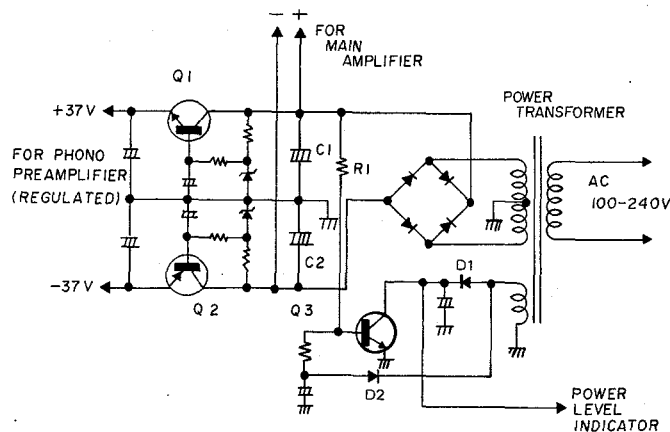 − +
FOR
MAIN
AMPLIFIER
Q1
POWER
TRANSFORMER
+37V
C1
R1
FOR PHONO
PREAMPLIFIER
(REGULATED)
AC
100-240V
C2
-37V
Q2
Q3
D1
D2
POWER
LEVEL
INDICATOR